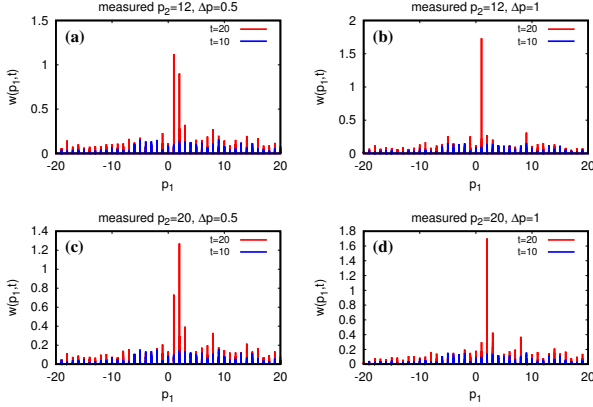 measured p2=12, Δp=0.5
(a)
t=20
t=10
w(p1,t)
1.5
1
0.5
0
-20 -10 0 10 20
p1
measured p2=12, Δp=1
(b)
t=20
t=10
w(p1,t)
2
1.5
1
0.5
0
-20 -10 0 10 20
p1
measured p2=20, Δp=0.5
(c)
t=20
t=10
w(p1,t)
1.4
1.2
1
0.8
0.6
0.4
0.2
0
-20 -10 0 10 20
p1
measured p2=20, Δp=1
(d)
t=20
t=10
w(p1,t)
1.8
1.6
1.4
1.2
1
0.8
0.6
0.4
0.2
0
-20 -10 0 10 20
p1